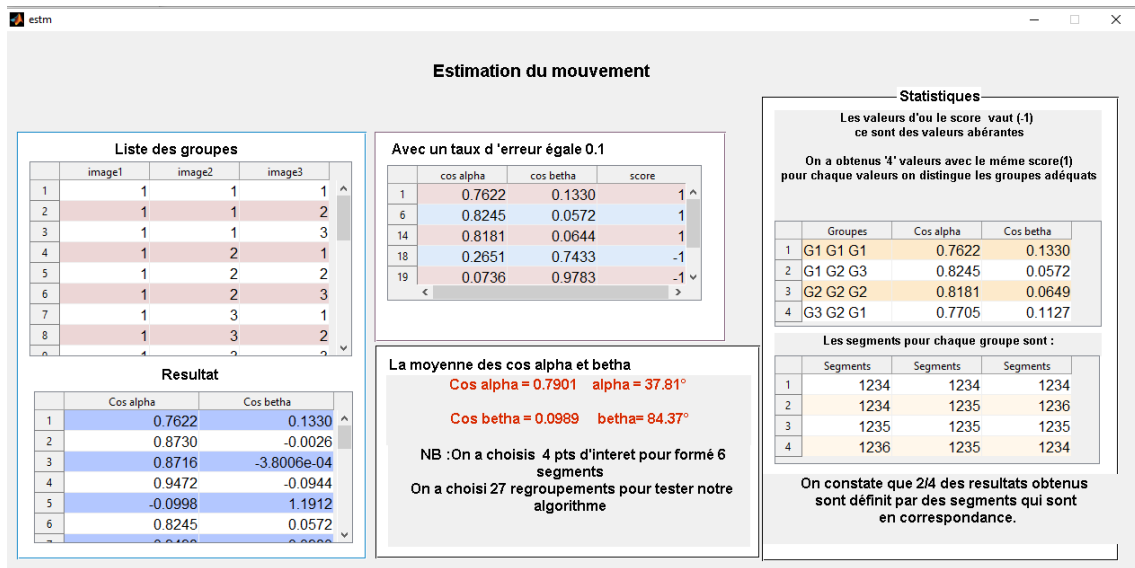 estm
Estimation du mouvement
Liste des groupes
image1 image2 image3
1 1 1 1
2 1 1 2
3 1 1 3
4 1 2 1
5 1 2 2
6 1 2 3
7 1 3 1
8 1 3 2
Resultat
Cos alpha Cos betha
1 0.7622 0.1330
2 0.8730 -0.0026
3 0.8716 -3.8006e-04
4 0.9472 -0.0944
5 -0.0998 1.1912
6 0.8245 0.0572
Avec un taux d 'erreur égale 0.1
cos alpha cos betha score
1 0.7622 0.1330 1
6 0.8245 0.0572 1
14 0.8181 0.0644 1
18 0.2651 0.7433 -1
19 0.0736 0.9783 -1
La moyenne des cos alpha et betha
Cos alpha = 0.7901 alpha = 37.81°
Cos betha = 0.0989 betha= 84.37°
NB :On a choisis 4 pts d'interet pour formé 6
segments
On a choisi 27 regroupements pour tester notre
algorithme
Statistiques
Les valeurs d'ou le score vaut (-1)
ce sont des valeurs abérantes
On a obtenus '4' valeurs avec le méme score(1)
pour chaque valeurs on distingue les groupes adéquats
Groupes Cos alpha Cos betha
1 G1 G1 G1 0.7622 0.1330
2 G1 G2 G3 0.8245 0.0572
3 G2 G2 G2 0.8181 0.0649
4 G3 G2 G1 0.7705 0.1127
Les segments pour chaque groupe sont :
Segments Segments Segments
1 1234 1234 1234
2 1234 1235 1236
3 1235 1235 1235
4 1236 1235 1234
On constate que 2/4 des resultats obtenus
sont définit par des segments qui sont
en correspondance.